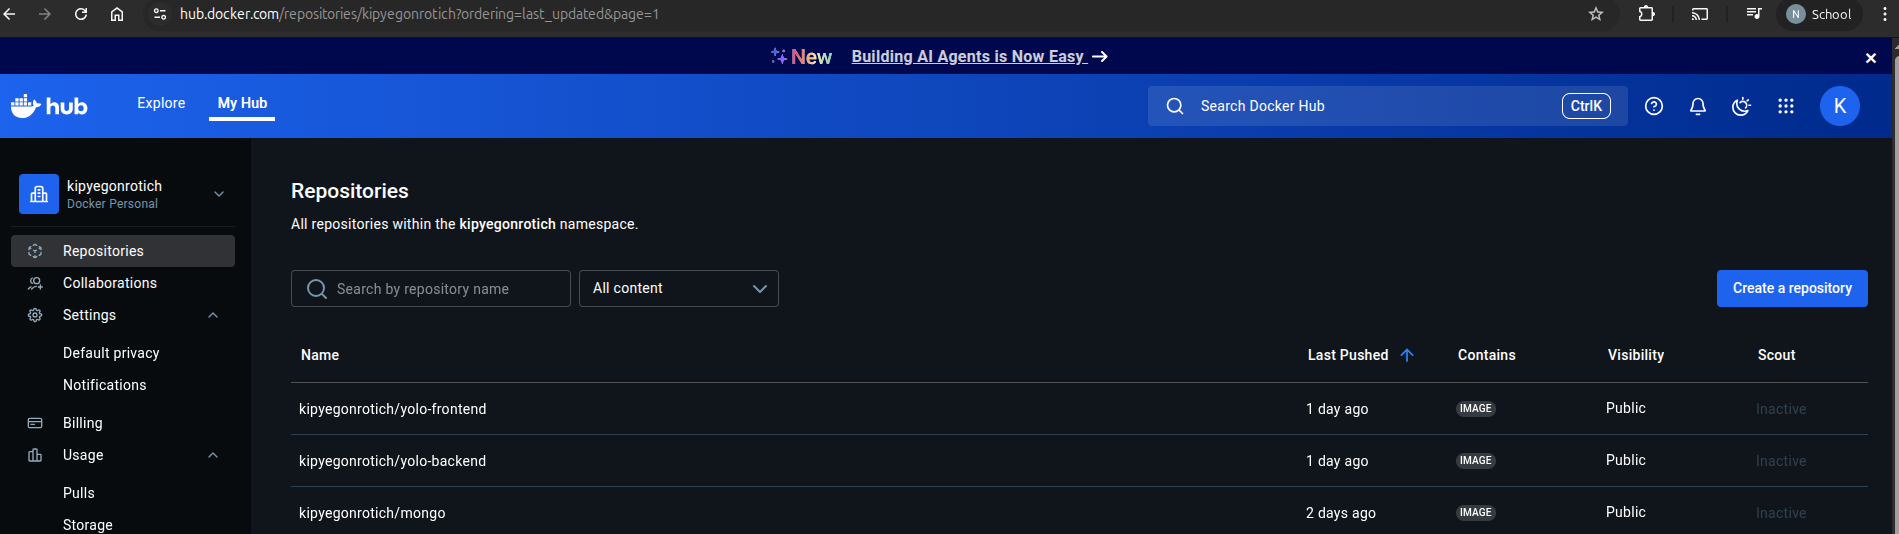 hub.docker.com/repositories/kipyegonrotich?ordering=last_updated&page=1
N School
New Building AI Agents is Now Easy →
hub Explore My Hub Search Docker Hub CtrlK K
kipyegonrotich
Docker Personal
Repositories
Collaborations
Settings
Default privacy
Notifications
Billing
Usage
Pulls
Storage
Repositories
All repositories within the kipyegonrotich namespace.
Search by repository name All content Create a repository
Name Last Pushed Contains Visibility Scout
kipyegonrotich/yolo-frontend 1 day ago IMAGE Public Inactive
kipyegonrotich/yolo-backend 1 day ago IMAGE Public Inactive
kipyegonrotich/mongo 2 days ago IMAGE Public Inactive